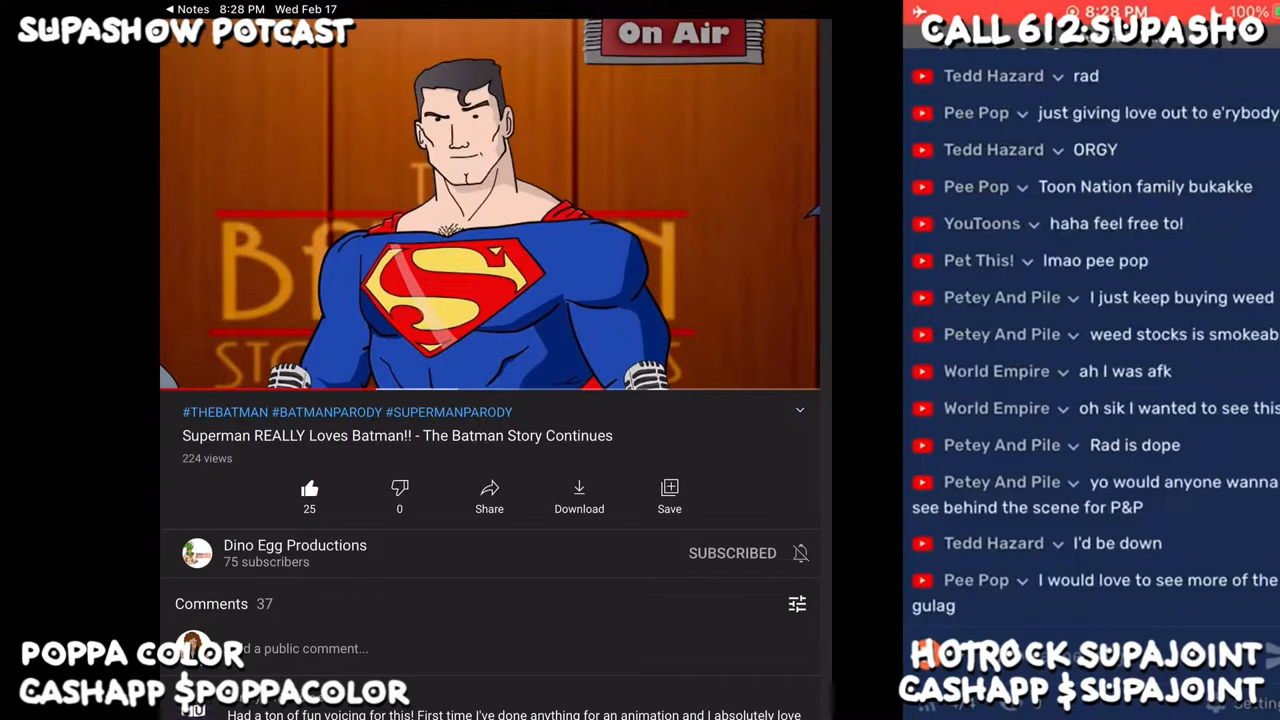 Notes 8:28 PM Wed Feb 17
SUPASHOW POTCAST
On Air
BA N
STO S
#THEBATMAN #BATMANPARODY #SUPERMANPARODY
Superman REALLY Loves Batman!! - The Batman Story Continues
224 views
25
0
Share
Download
Save
Dino Egg Productions
75 subscribers
SUBSCRIBED
Comments 37
d a public comment...
POPPA COLOR
CASHAPP $POPPACOLOR
Had a ton of fun voicing for this! First time I've done anything for an animation and I absolutely love
8:28 PM 100%
CALL 612-SUPASHO
Tedd Hazard rad
Pee Pop just giving love out to e'rybody
Tedd Hazard ORGY
Pee Pop Toon Nation family bukakke
YouToons haha feel free to!
Pet This! lmao pee pop
Petey And Pile I just keep buying weed
Petey And Pile weed stocks is smokeab
World Empire ah I was afk
World Empire oh sik I wanted to see this
Petey And Pile Rad is dope
Petey And Pile yo would anyone wanna
see behind the scene for P&P
Tedd Hazard I'd be down
Pee Pop I would love to see more of the
gulag
HOTROCK SUPAJOINT
CASHAPP $SUPAJOINT